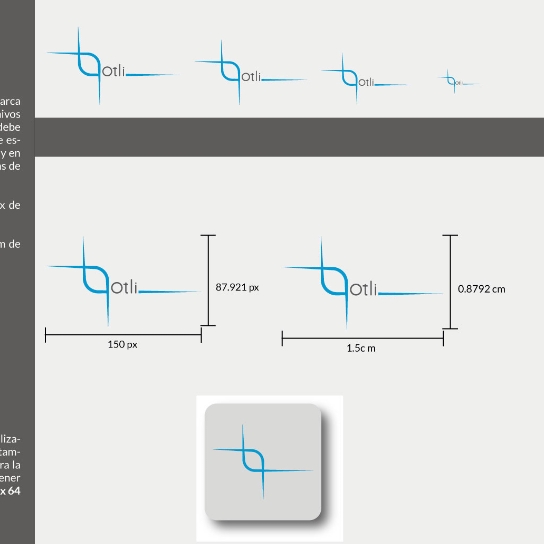 arca
ivos
debe
e es-
y en
as de
x de
m de
liza-
tam-
ra la
ener
x 64
Otli
Otli
Otli
Otli
Otli
87.921 px
150 px
Otli
0.8792 cm
1.5c m